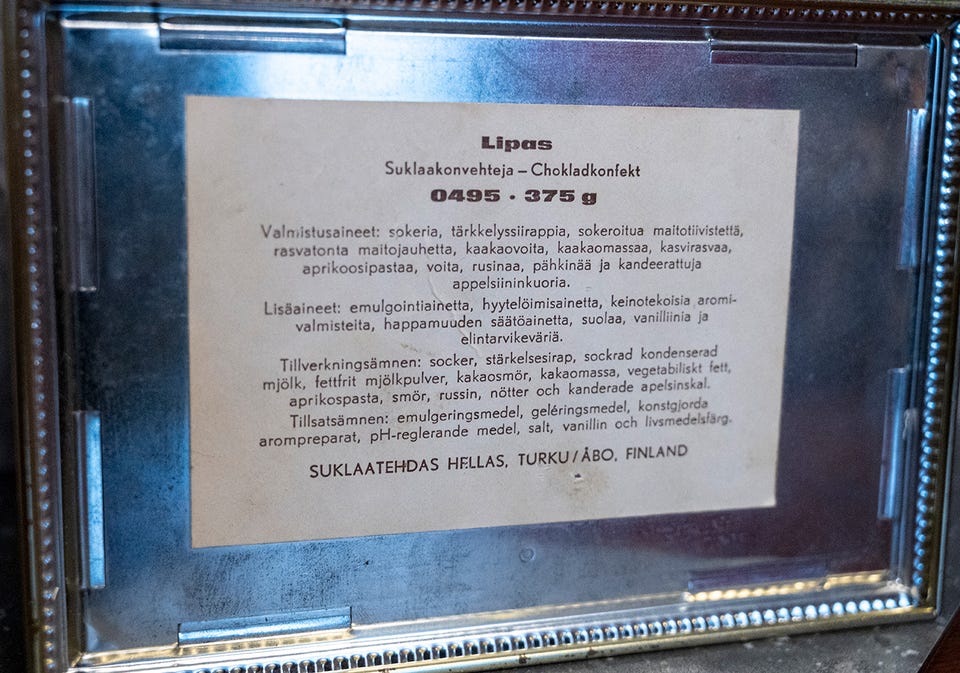 Lipas
Suklaakonvehteja – Chokladkonfekt
0495 · 375 g
Valmistusaineet: sokeria, tärkkelyssiirappia, sokeroitua maitotiivistettä,
rasvatonta maitojauhetta, kaakaovoita, kaakaomassaa, kasvirasvaa,
aprikoosipastaa, voita, rusinaa, pähkinää ja kandeerattuja
appelsiininkuoria.
Lisäaineet: emulgointiainetta, hyytelöimisainetta, keinotekoisia aromi-
valmisteita, happamuuden säätöainetta, suolaa, vanilliinia ja
elintarvikeväriä.
Tillverkningsämnen: socker, stärkelsesirap, sockrad kondenserad
mjölk, fettfrit mjölkpulver, kakaosmör, kakaomassa, vegetabiliskt fett,
aprikospasta, smör, russin, nötter och kanderade apelsinskal.
Tillsatsämnen: emulgeringsmedel, geléringsmedel, konstgjorda
arompreparat, pH-reglerande medel, salt, vanillin och livsmedelsfärg.
SUKLAATEHDAS HELLAS, TURKU/ÅBO, FINLAND